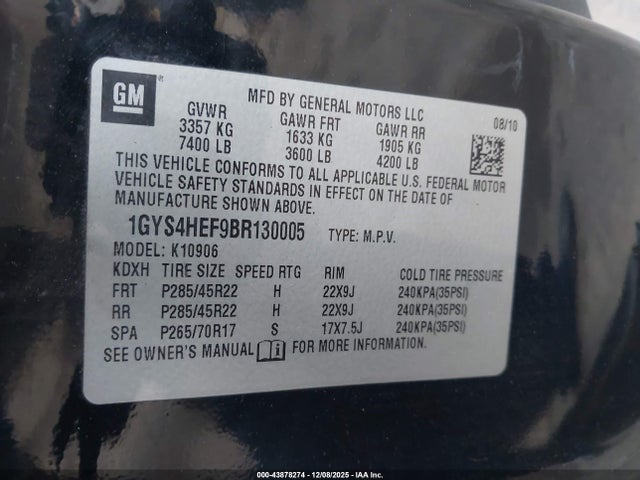 GM
MFD BY GENERAL MOTORS LLC
08/10
GVWR GAWR FRT GAWR RR
3357 KG 1633 KG 1905 KG
7400 LB 3600 LB 4200 LB
THIS VEHICLE CONFORMS TO ALL APPLICABLE U.S. FEDERAL MOTOR
VEHICLE SAFETY STANDARDS IN EFFECT ON THE DATE OF
MANUFACTURE SHOWN ABOVE.
1GYS4HEF9BR130005 TYPE: M.P.V.
MODEL: K10906
KDXH TIRE SIZE SPEED RTG RIM COLD TIRE PRESSURE
FRT P285/45R22 H 22X9J 240KPA(35PSI)
RR P285/45R22 H 22X9J 240KPA(35PSI)
SPA P265/70R17 S 17X7.5J 240KPA(35PSI)
SEE OWNER'S MANUAL FOR MORE INFORMATION.
000-43878274 - 12/08/2025 - IAA Inc.